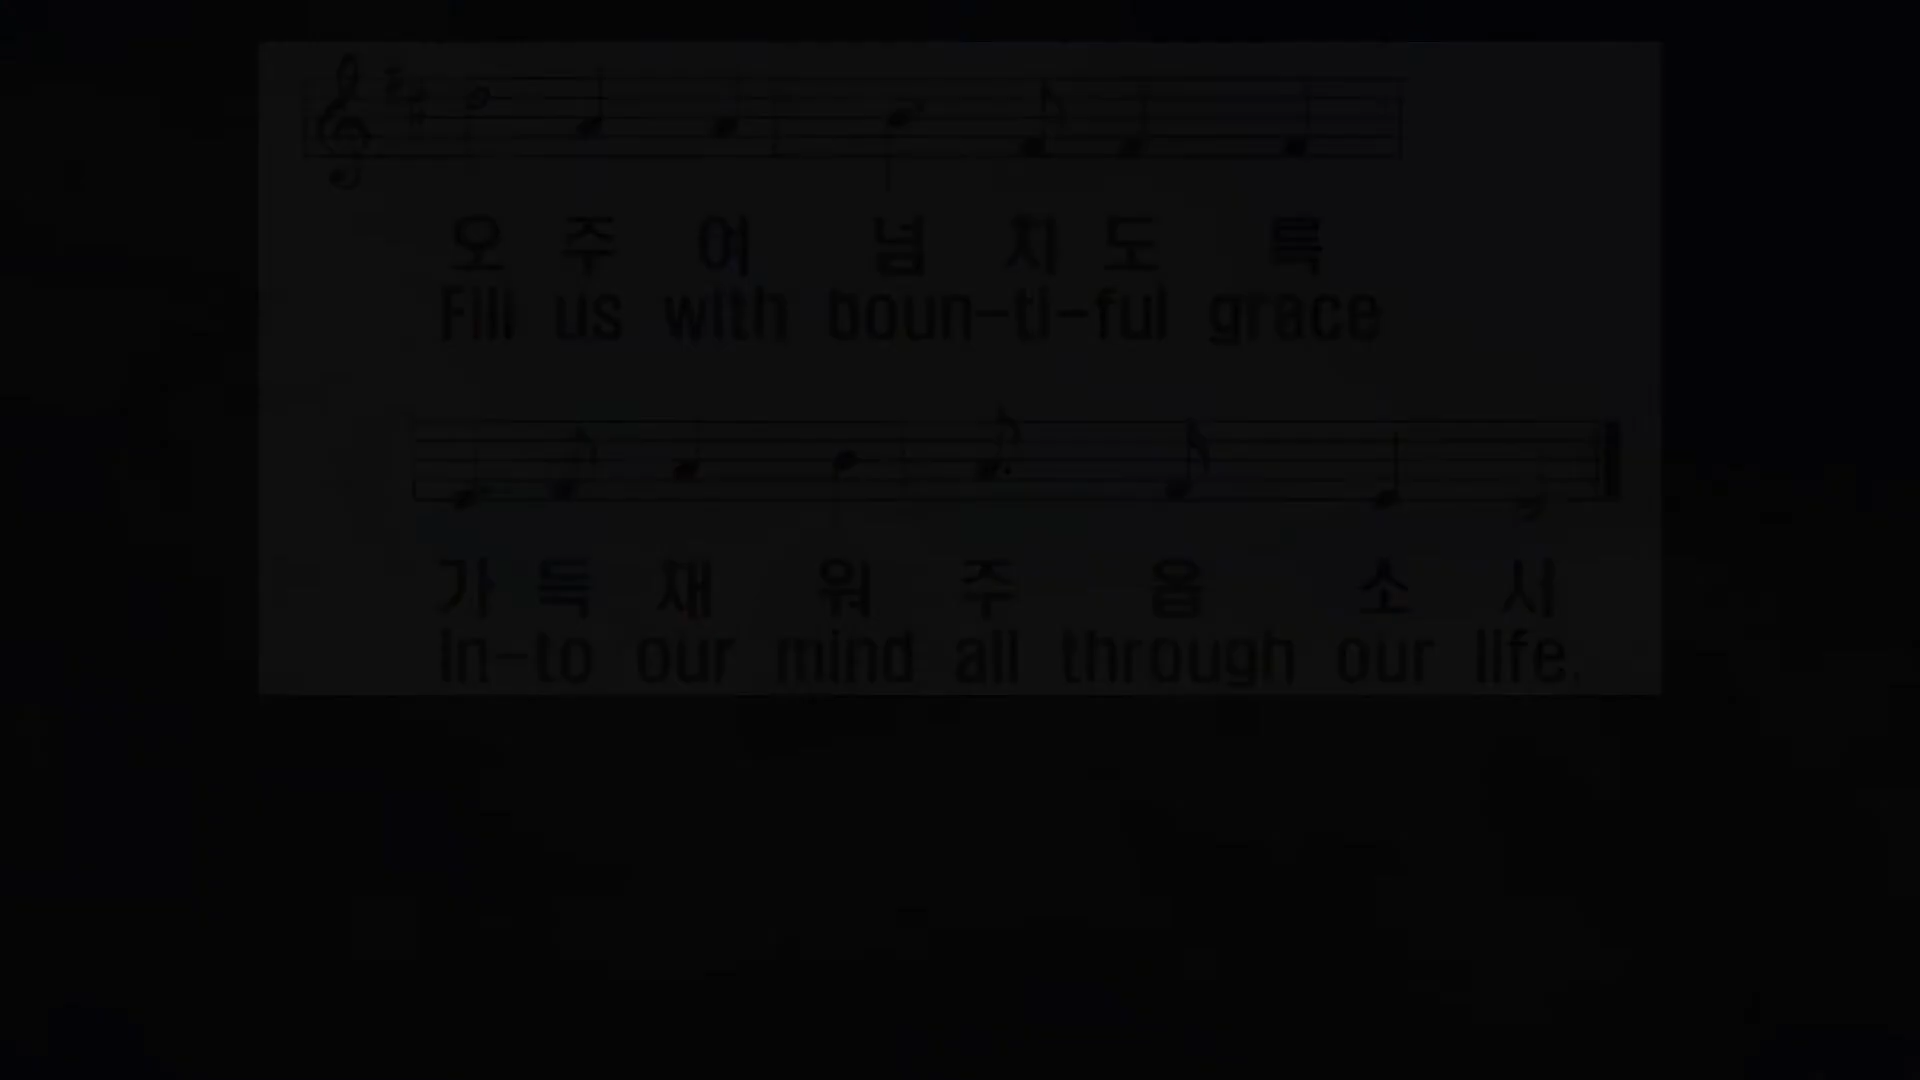 오 주 여 넘 치 도 륵
Fill us with boun-ti-ful grace
가 득 채 워 주 옵 소 서
In-to our mind all through our life.